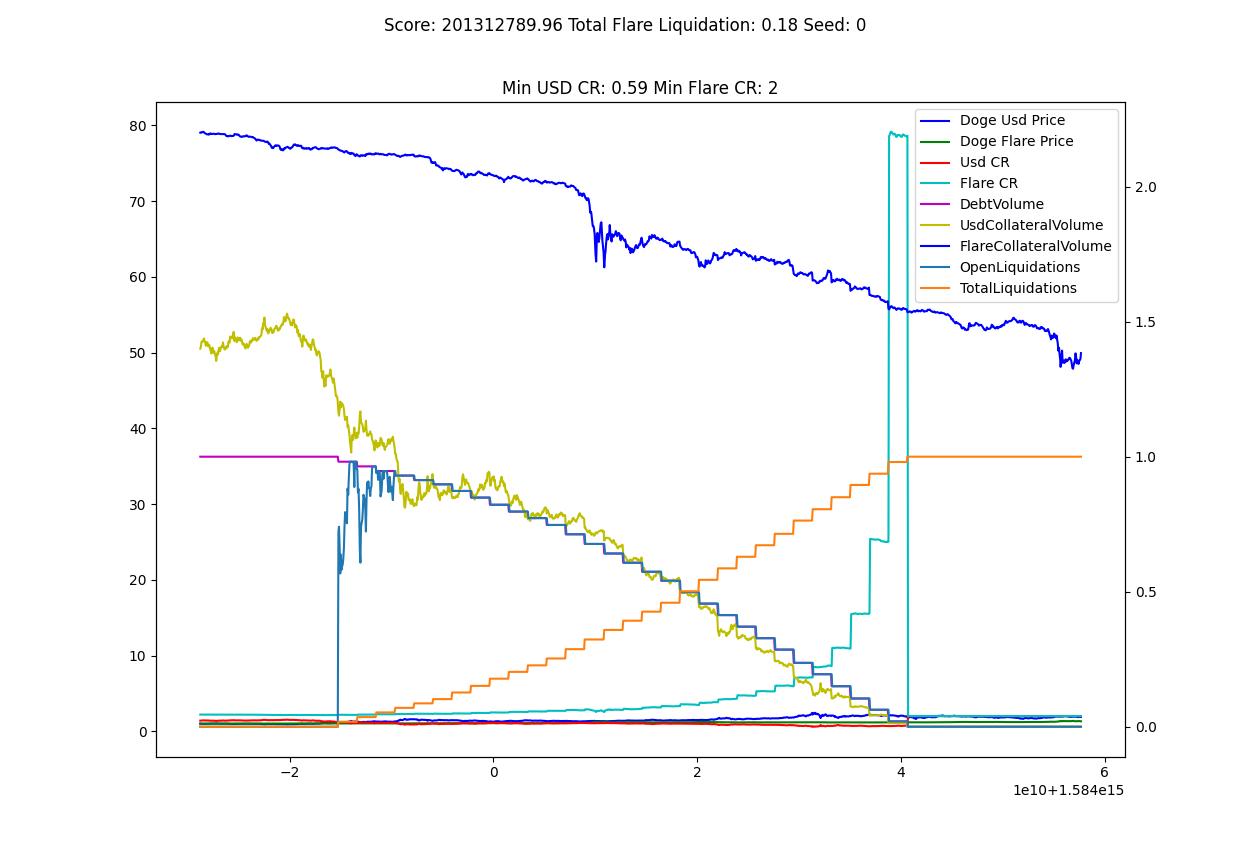 Score: 201312789.96 Total Flare Liquidation: 0.18 Seed: 0
Min USD CR: 0.59 Min Flare CR: 2
80
70
60
50
40
30
20
10
0
Doge Usd Price
Doge Flare Price
Usd CR
Flare CR
DebtVolume
UsdCollateralVolume
FlareCollateralVolume
OpenLiquidations
TotalLiquidations
2.0
1.5
1.0
0.5
0.0
−2
0
2
4
6
1e10+1.584e15